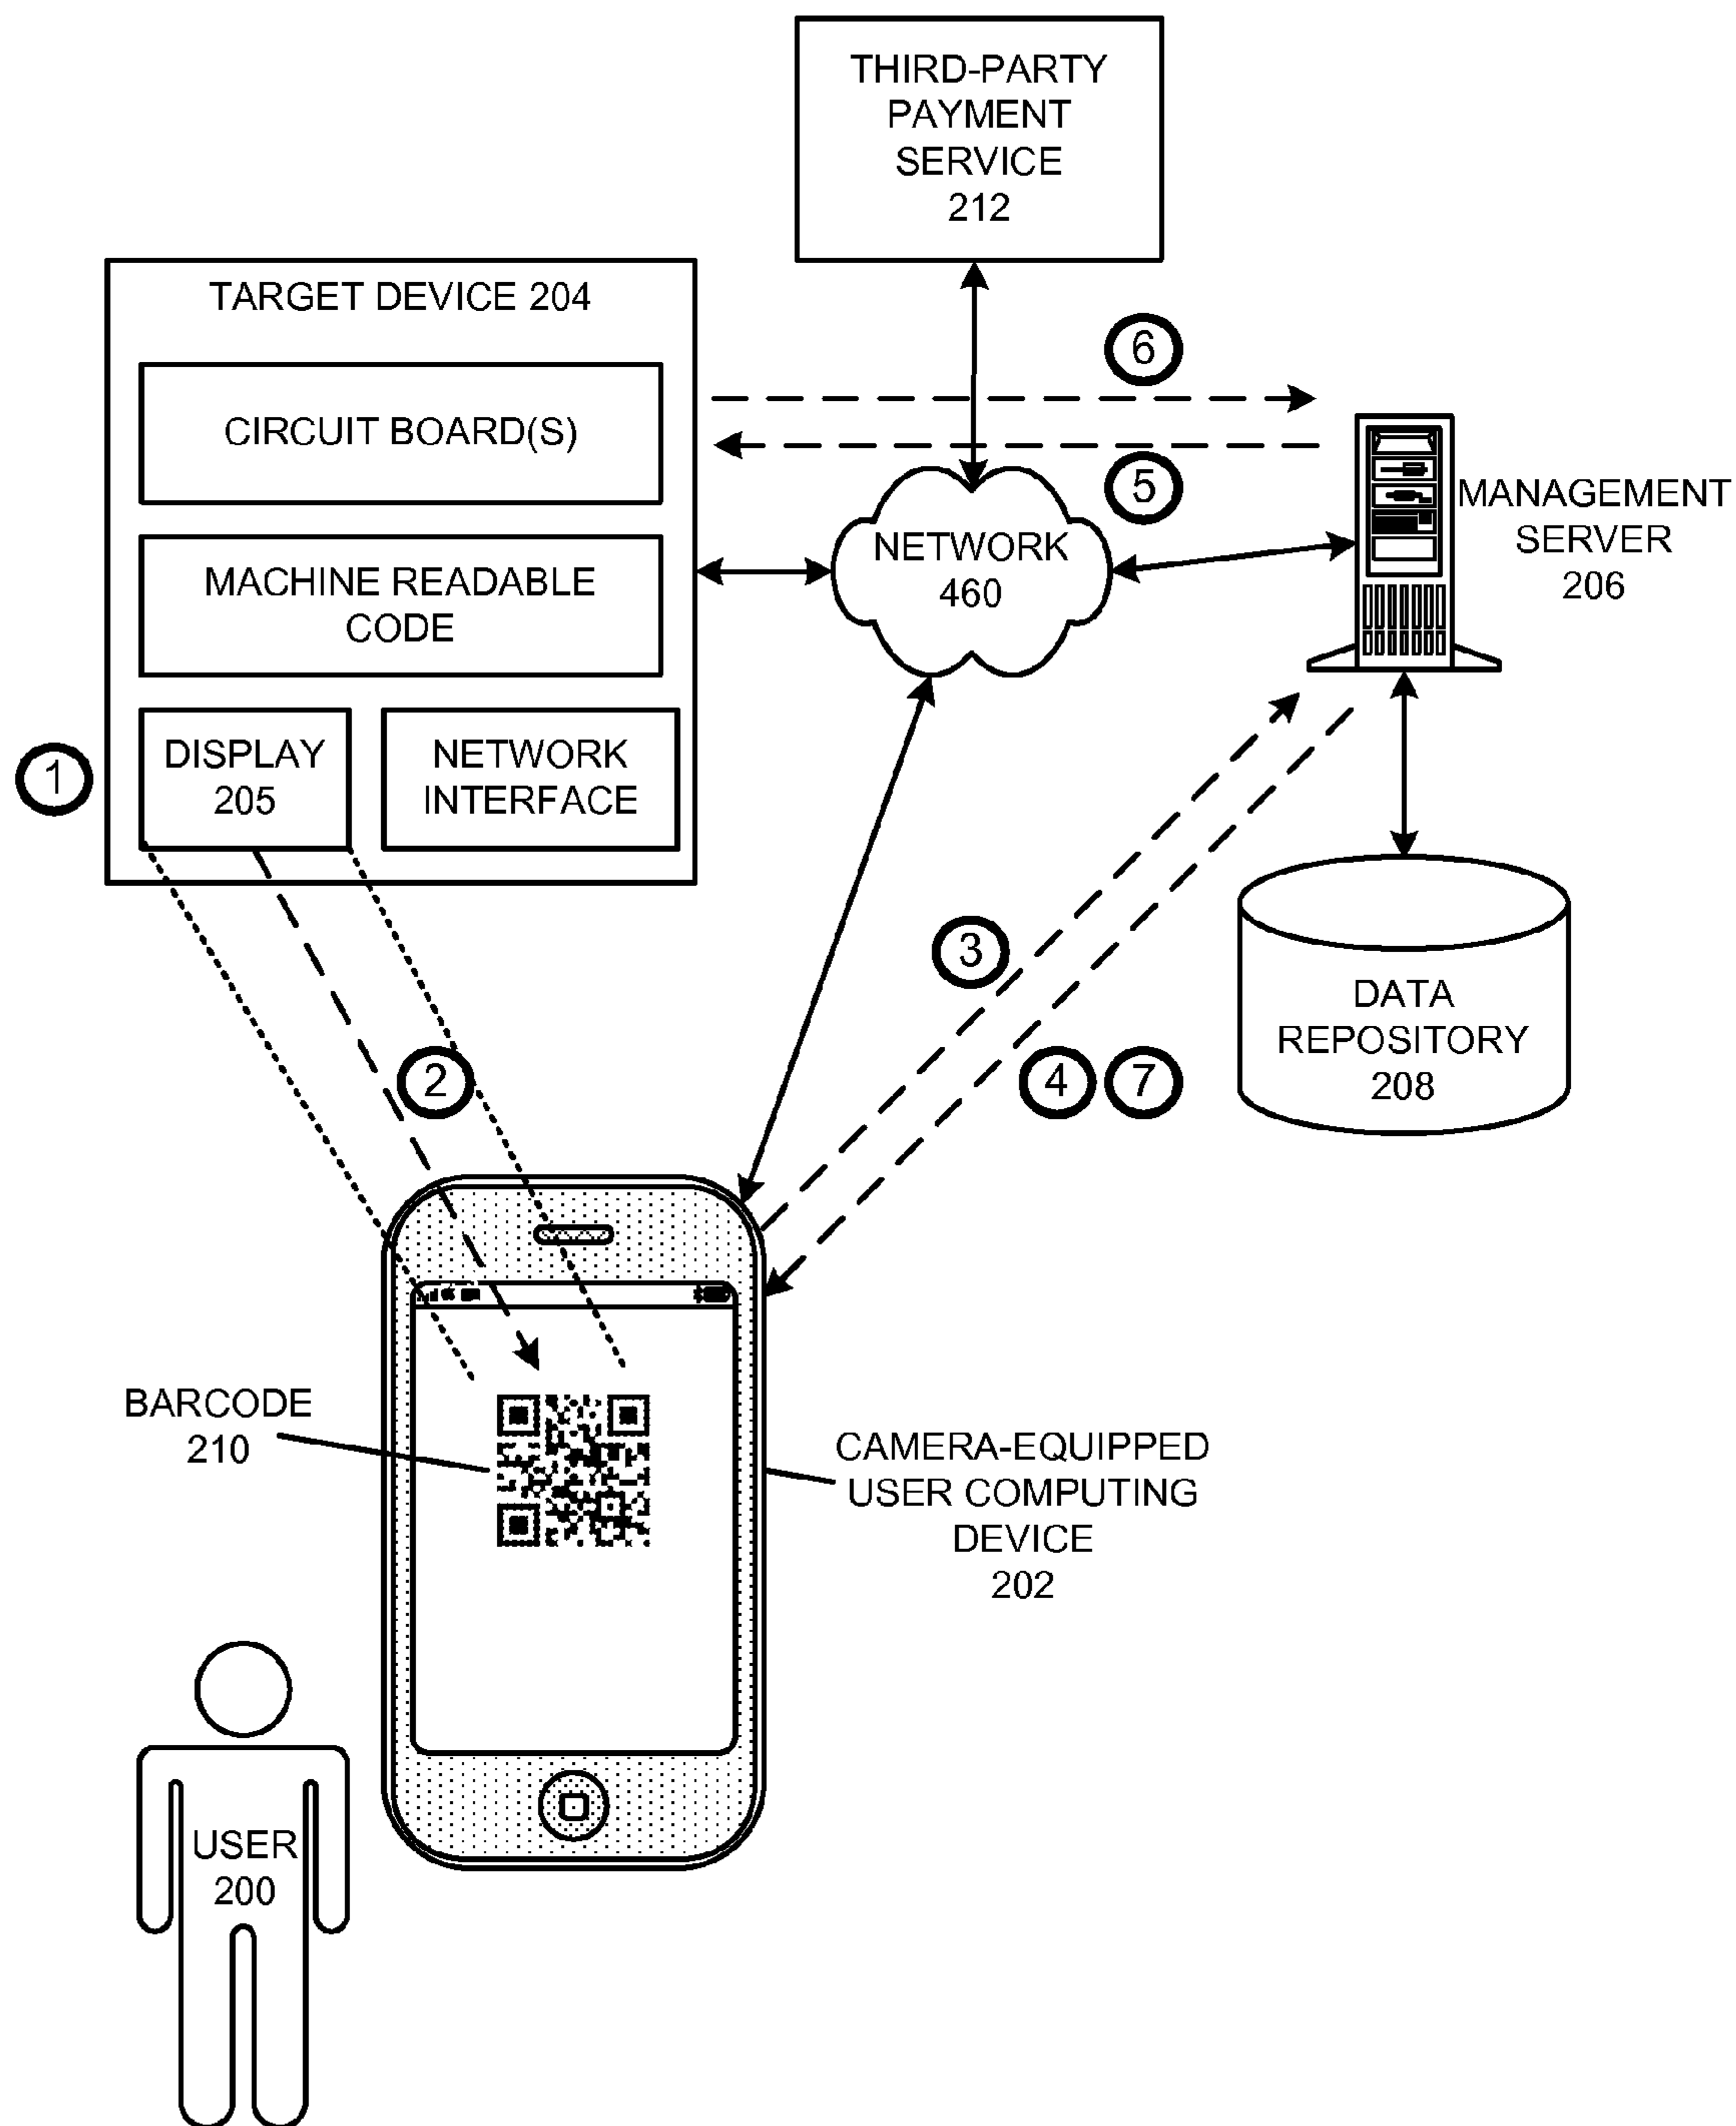 THIRD-PARTY
PAYMENT
SERVICE
212
TARGET DEVICE 204
CIRCUIT BOARD(S)
MACHINE READABLE
CODE
DISPLAY
205
NETWORK
INTERFACE
1
6
5
NETWORK
460
MANAGEMENT
SERVER
206
3
2
4
7
DATA
REPOSITORY
208
BARCODE
210
CAMERA-EQUIPPED
USER COMPUTING
DEVICE
202
USER
200